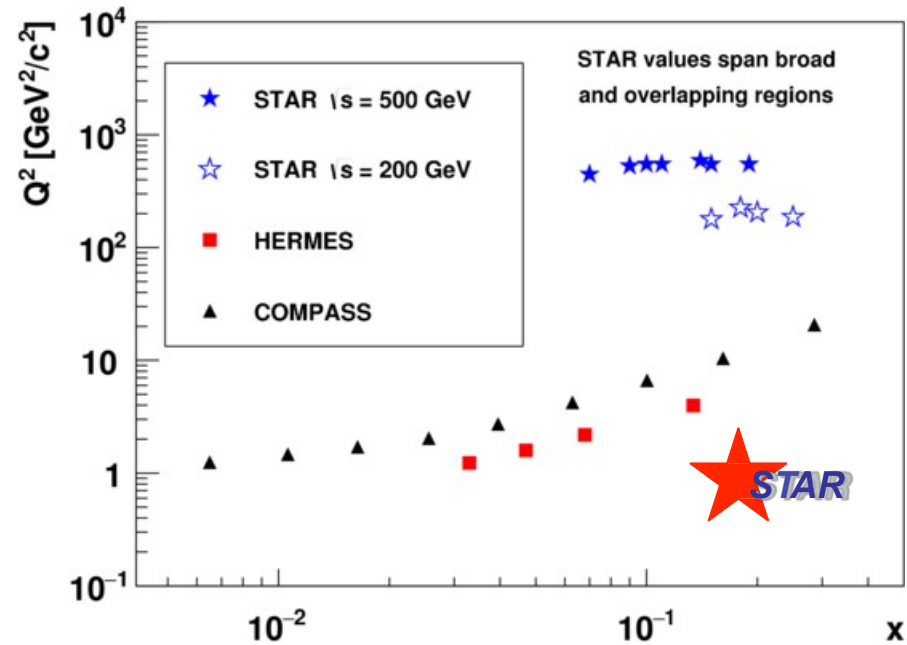 Q² [GeV²/c²]
10⁴
10³
10²
10
1
10⁻¹
STAR √s = 500 GeV
STAR √s = 200 GeV
HERMES
COMPASS
STAR values span broad
and overlapping regions
STAR
10⁻²
10⁻¹
x